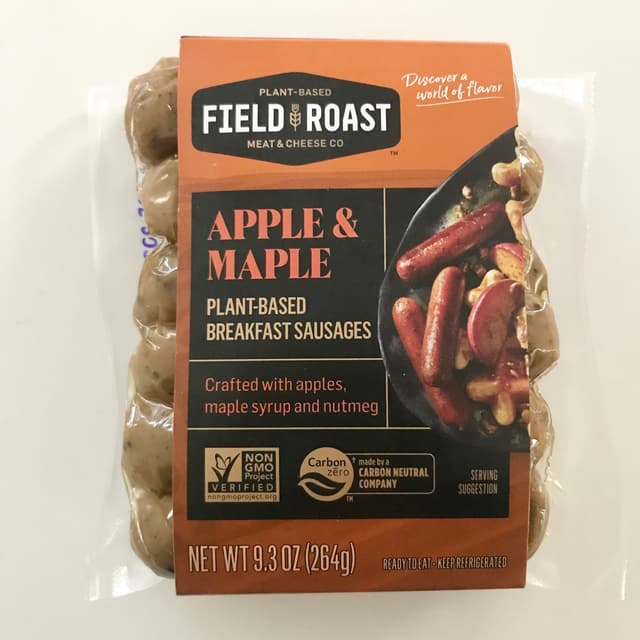 PLANT-BASED
FIELD ROAST
MEAT & CHEESE CO
TM
Discover a
world of flavor
APPLE &
MAPLE
PLANT-BASED
BREAKFAST SAUSAGES
Crafted with apples,
maple syrup and nutmeg
NON
GMO
Project
VERIFIED
nongmoproject.org
Carbon
zero
TM
† made by a
CARBON NEUTRAL
COMPANY
SERVING
SUGGESTION
NET WT 9.3 OZ (264g)
READY TO EAT • KEEP REFRIGERATED